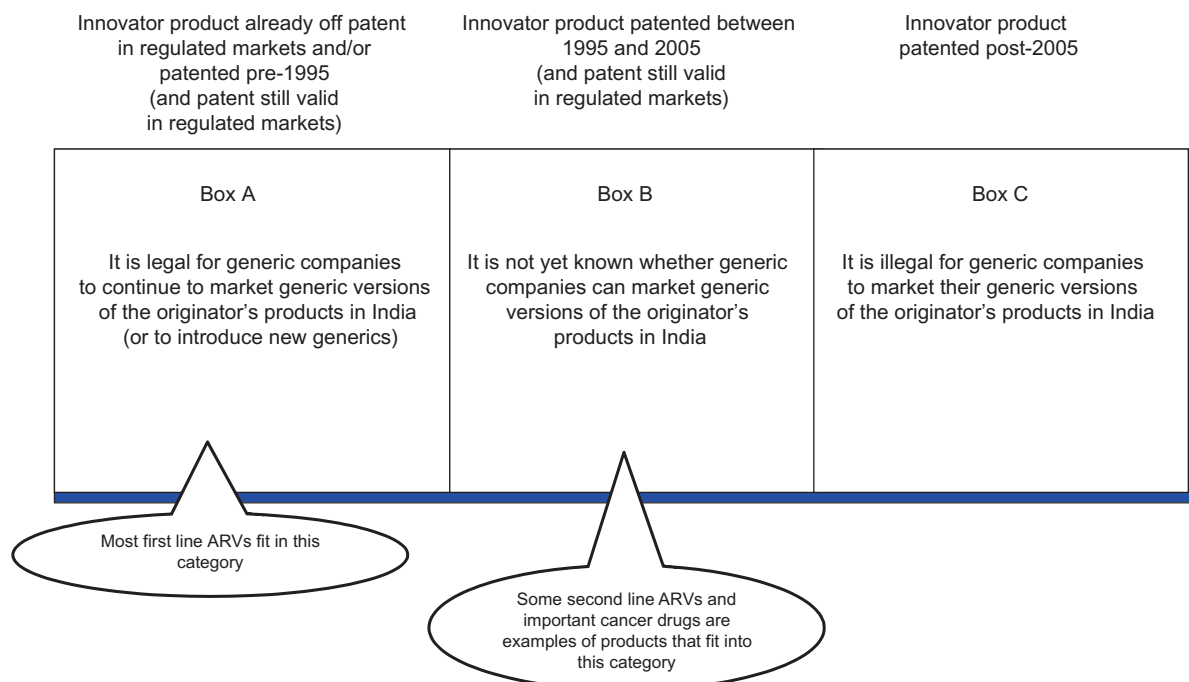 Innovator product already off patent
in regulated markets and/or
patented pre-1995
(and patent still valid
in regulated markets)
Innovator product patented between
1995 and 2005
(and patent still valid
in regulated markets)
Innovator product
patented post-2005
Box A
It is legal for generic companies
to continue to market generic versions
of the originator’s products in India
(or to introduce new generics)
Box B
It is not yet known whether generic
companies can market generic
versions of the originator’s
products in India
Box C
It is illegal for generic companies
to market their generic versions
of the originator’s products in India
Most first line ARVs fit in this
category
Some second line ARVs and
important cancer drugs are
examples of products that fit into
this category